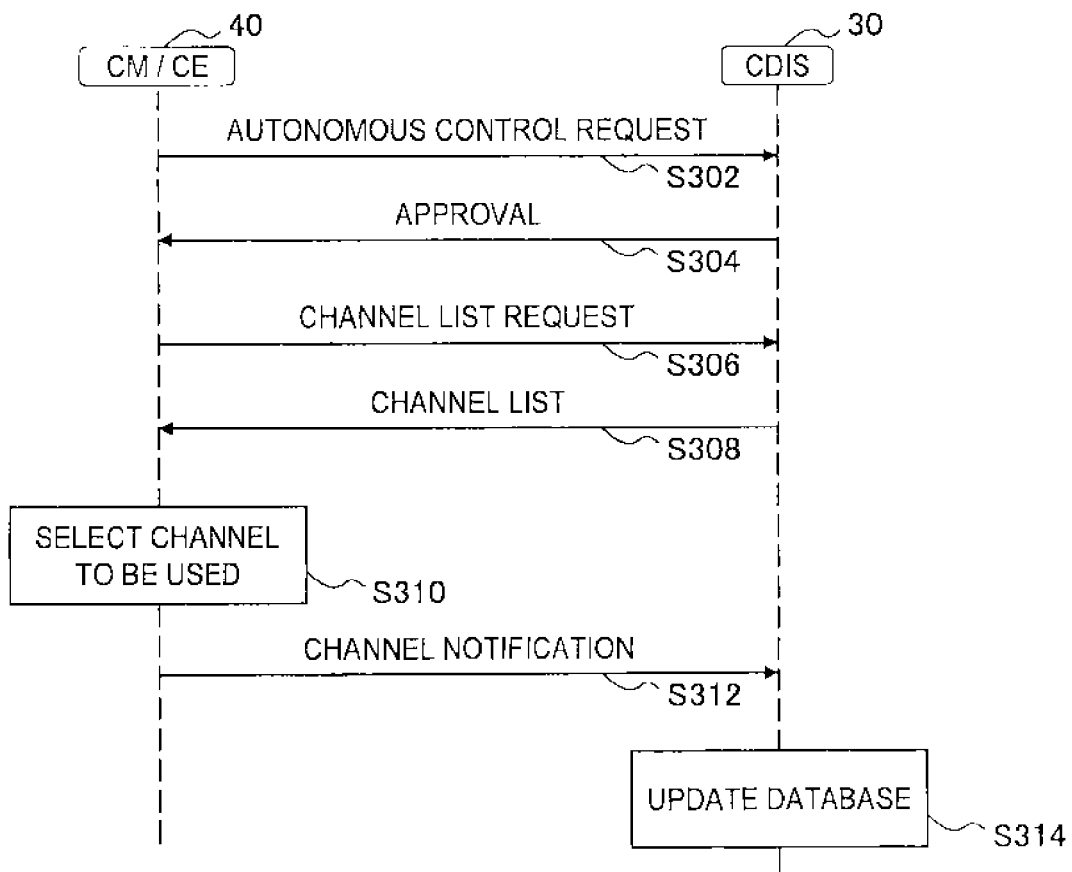 40
30
CM / CE
CDIS
AUTONOMOUS CONTROL REQUEST
S302
APPROVAL
S304
CHANNEL LIST REQUEST
S306
CHANNEL LIST
S308
SELECT CHANNEL
TO BE USED
S310
CHANNEL NOTIFICATION
S312
UPDATE DATABASE
S314